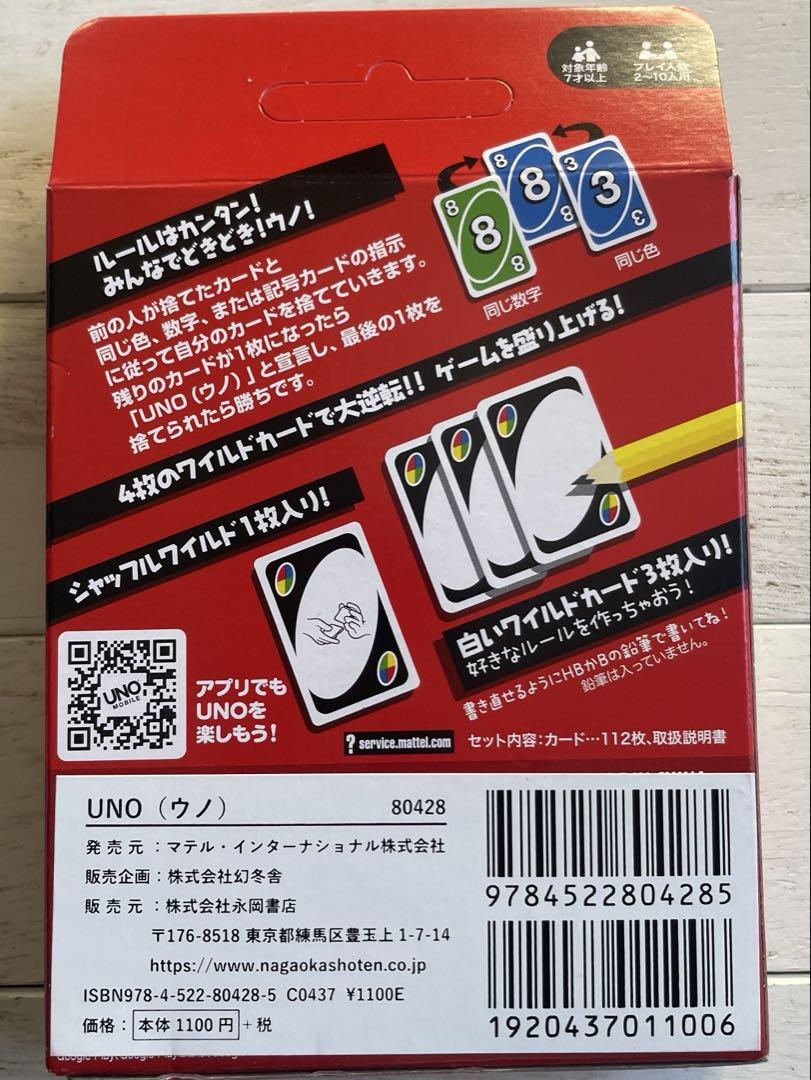 対象年齢
7才以上
プレイ人数
2〜10人用
ルールはカンタン!
みんなでどきどき!ウノ!
前の人が捨てたカードと
同じ色、数字、または記号カードの指示
に従って自分のカードを捨てていきます。
残りのカードが1枚になったら
「UNO(ウノ)」と宣言し、最後の1枚を
捨てられたら勝ちです。
8
8
8
8
8
8
3
3
3
同じ数字
同じ色
4枚のワイルドカードで大逆転!! ゲームを盛り上げる!
シャッフルワイルド1枚入り!
白いワイルドカード3枚入り!
好きなルールを作っちゃおう!
書き直せるようにHBかBの鉛筆で書いてね!
鉛筆は入っていません。
UNO
MOBILE
アプリでも
UNOを
楽しもう!
? service.mattel.com
セット内容:カード…112枚、取扱説明書
UNO(ウノ) 80428
発売元:マテル・インターナショナル株式会社
販売企画:株式会社幻冬舎
販売元:株式会社永岡書店
〒176-8518 東京都練馬区豊玉上1-7-14
https://www.nagaokashoten.co.jp
ISBN978-4-522-80428-5 C0437 ¥1100E
価格:本体1100円+税
9784522804285
1920437011006